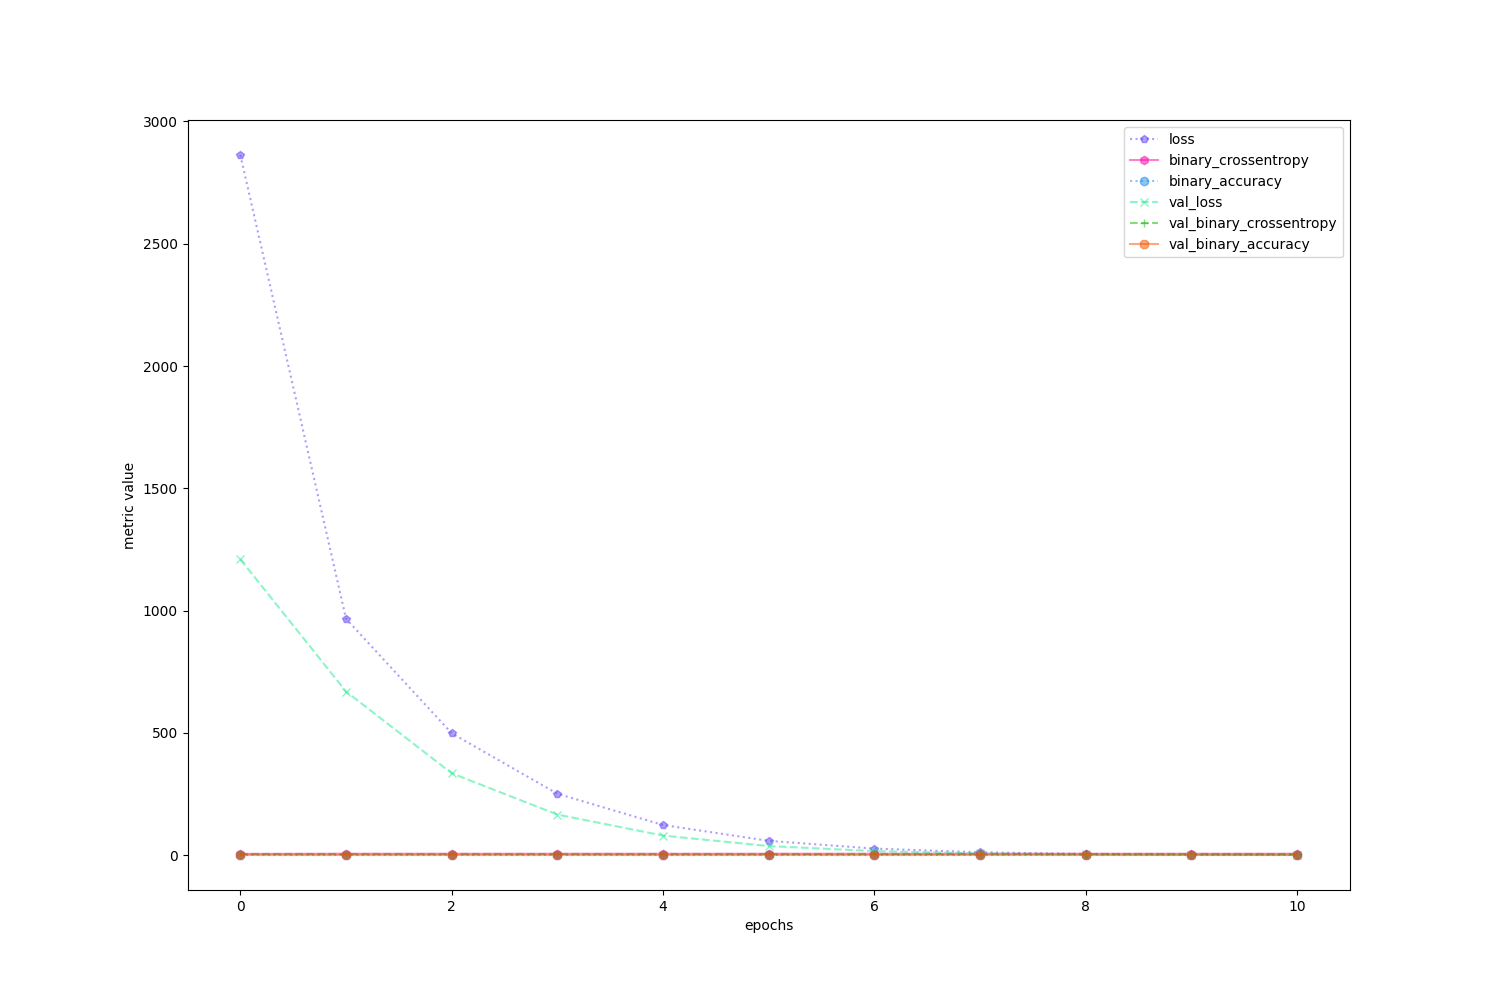 3000
2500
2000
1500
1000
500
0
metric value
loss
binary_crossentropy
binary_accuracy
val_loss
val_binary_crossentropy
val_binary_accuracy
0 2 4 6 8 10
epochs